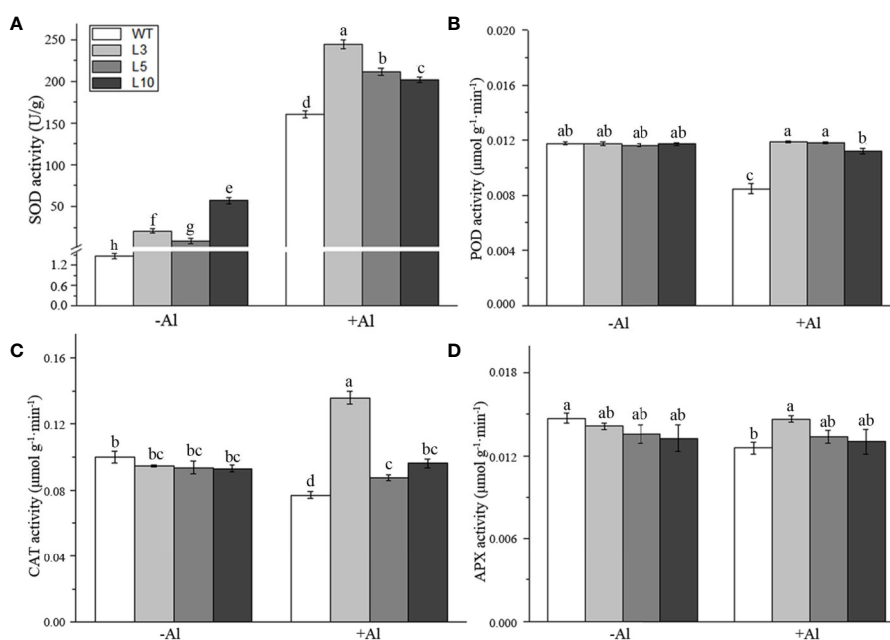 A
WT
L3
L5
L10
SOD activity (U/g)
250
200
150
100
50
1.2
0.6
0.0
h
f
g
e
d
a
b
c
-Al
+Al
B
POD activity (μmol g⁻¹·min⁻¹)
0.020
0.016
0.012
0.008
0.004
0.000
ab
ab
ab
ab
c
a
a
b
-Al
+Al
C
CAT activity (μmol g⁻¹·min⁻¹)
0.16
0.12
0.08
0.04
0.00
b
bc
bc
bc
d
a
c
bc
-Al
+Al
D
APX activity (μmol g⁻¹·min⁻¹)
0.018
0.012
0.006
0.000
a
ab
ab
ab
b
a
ab
ab
-Al
+Al